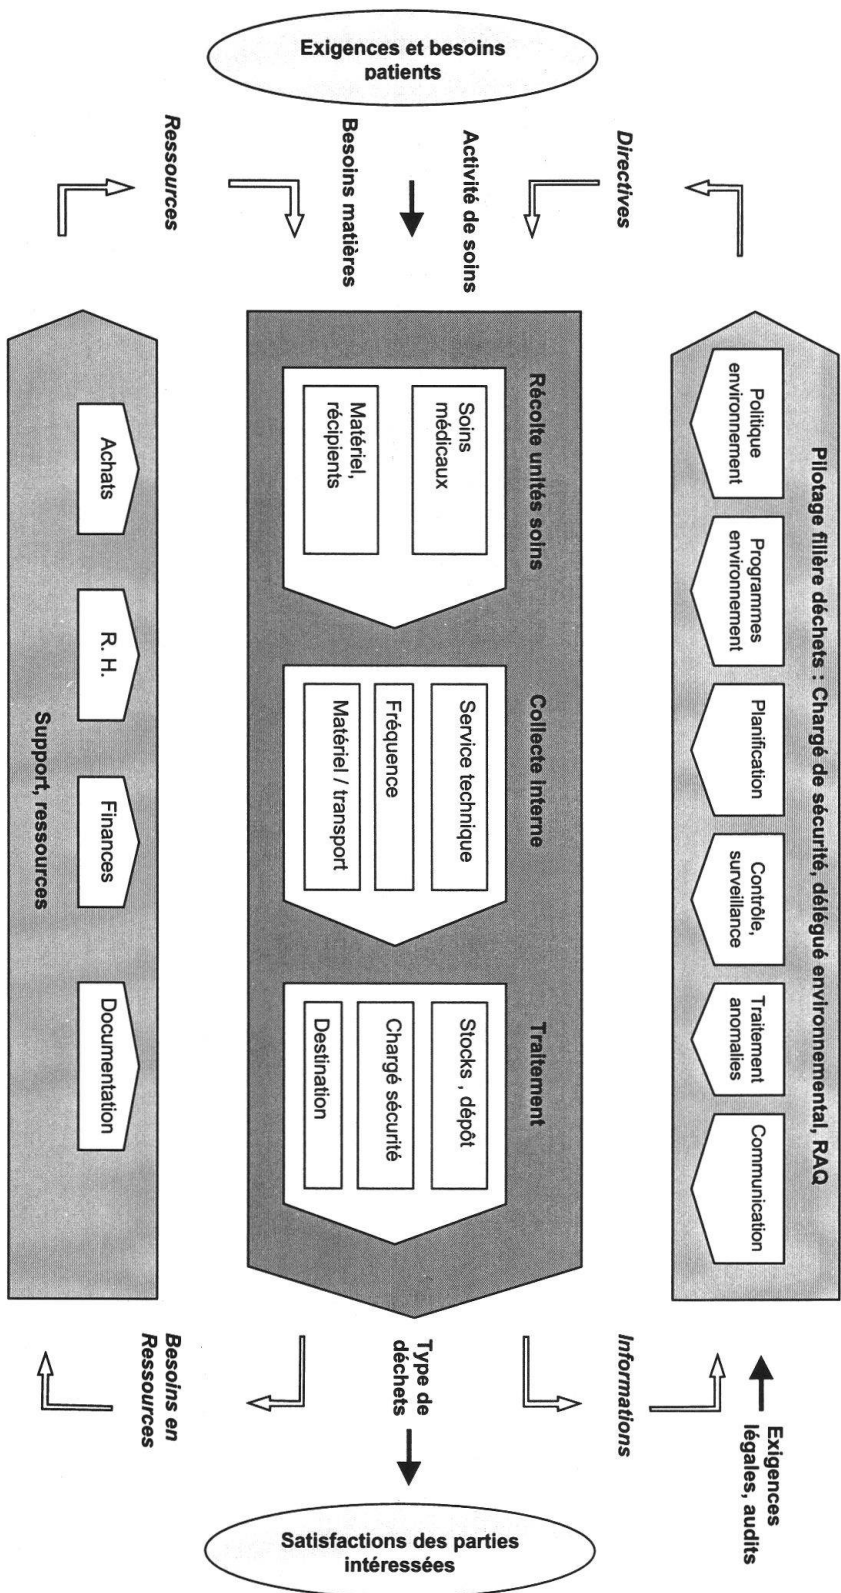 Exigences et besoins
patients
Ressources
Besoins matières
Activité de soins
Directives
Pilotage filière déchets : Chargé de sécurité, délégué environnemental, RAQ
Politique
environnement
Programmes
environnement
Planification
Contrôle,
surveillance
Traitement
anomalies
Communication
Récolte unités soins
Soins
médicaux
Matériel,
récipients
Collecte interne
Service technique
Fréquence
Matériel / transport
Traitement
Stocks , dépôt
Chargé sécurité
Destination
Achats
R. H.
Finances
Documentation
Support, ressources
Exigences
légales, audits
Informations
Type de
déchets
Besoins en
Ressources
Satisfactions des parties
intéressées